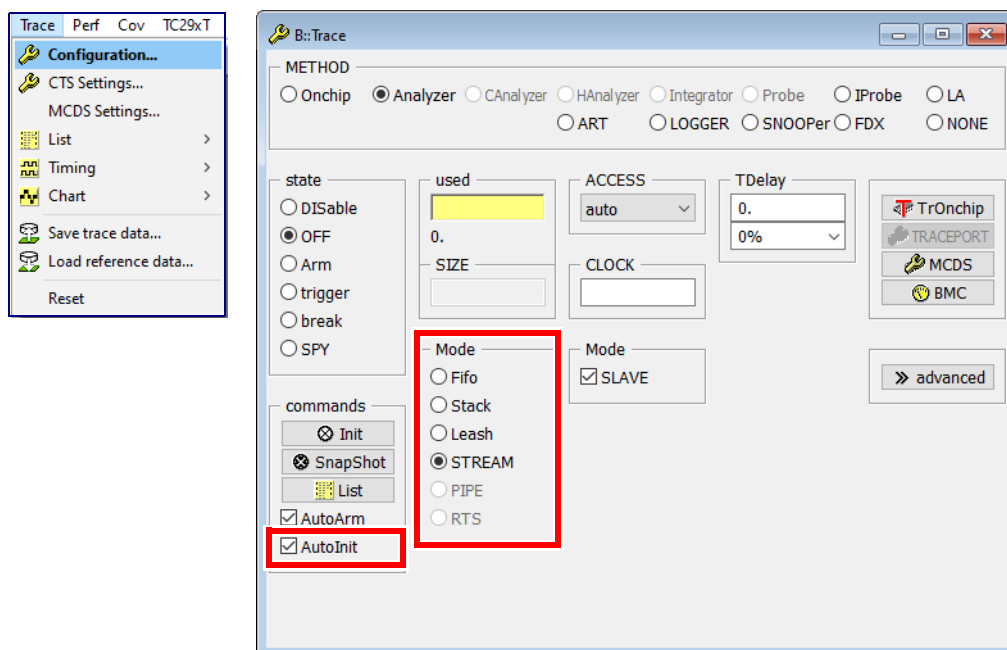 Trace Perf Cov TC29xT
Configuration...
CTS Settings...
MCDS Settings...
List
Timing
Chart
Save trace data...
Load reference data...
Reset
B::Trace
METHOD
Onchip Analyzer CAnalyzer HAnalyzer Integrator Probe IProbe LA
ART LOGGER SNOOPer FDX NONE
state
DISable
OFF
Arm
trigger
break
SPY
used
0.
SIZE
ACCESS
auto
CLOCK
TDelay
0.
0%
TrOnchip
TRACEPORT
MCDS
BMC
commands
Init
SnapShot
List
AutoArm
AutoInit
Mode
Fifo
Stack
Leash
STREAM
PIPE
RTS
Mode
SLAVE
advanced